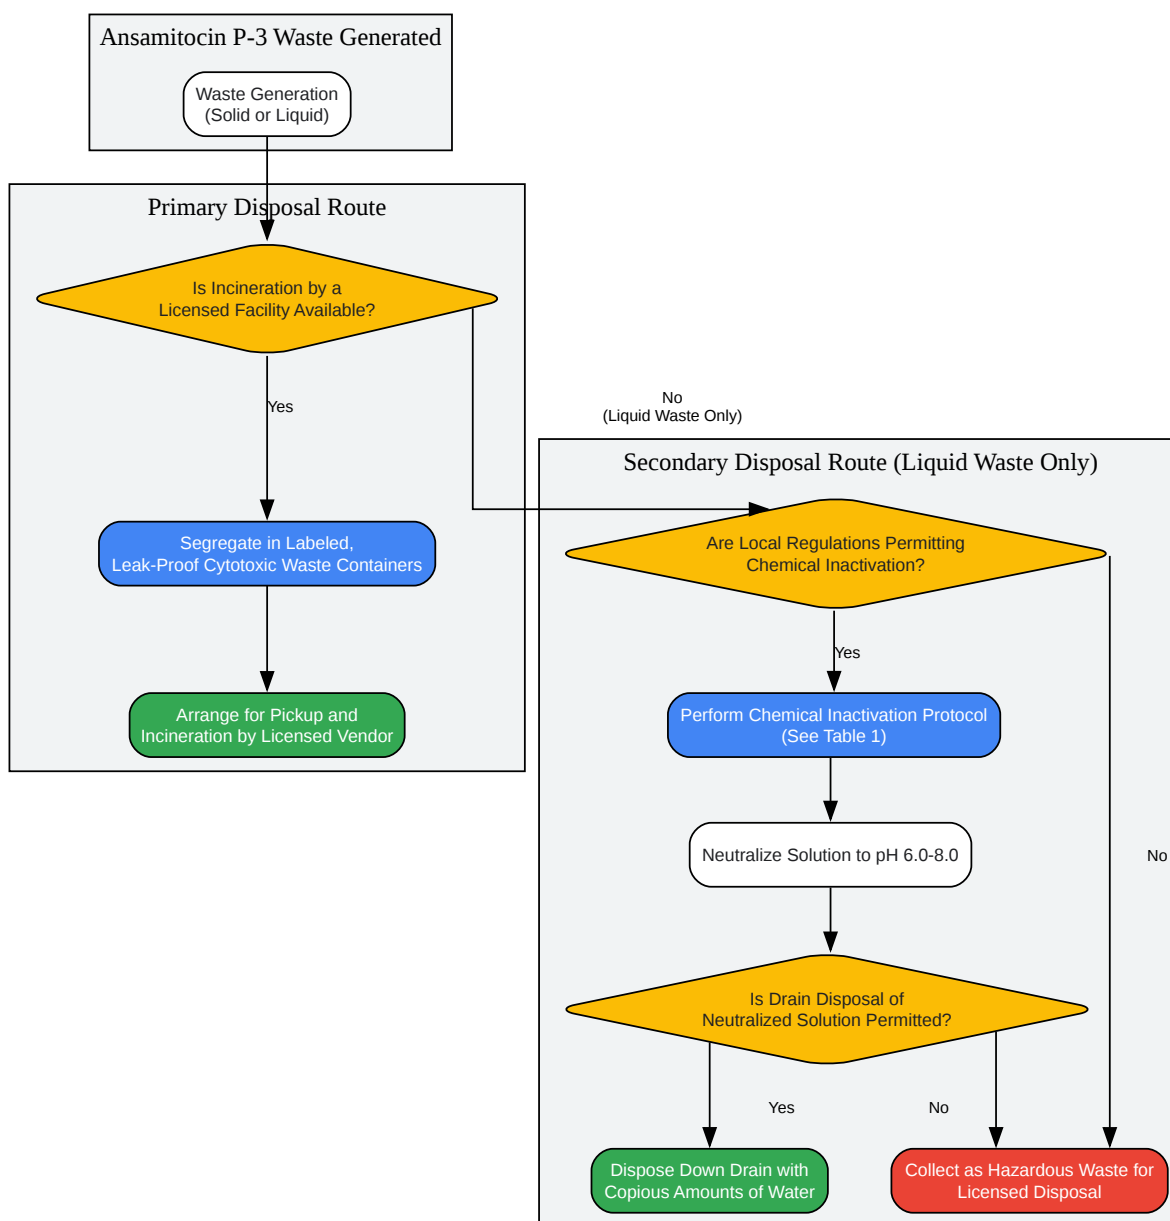 Ansamitocin P-3 Waste Generated
Waste Generation
(Solid or Liquid)
Primary Disposal Route
Is Incineration by a
Licensed Facility Available?
Yes
No
(Liquid Waste Only)
Segregate in Labeled,
Leak-Proof Cytotoxic Waste Containers
Arrange for Pickup and
Incineration by Licensed Vendor
Secondary Disposal Route (Liquid Waste Only)
Are Local Regulations Permitting
Chemical Inactivation?
Yes
Perform Chemical Inactivation Protocol
(See Table 1)
Neutralize Solution to pH 6.0-8.0
No
Is Drain Disposal of
Neutralized Solution Permitted?
Yes
No
Dispose Down Drain with
Copious Amounts of Water
Collect as Hazardous Waste for
Licensed Disposal